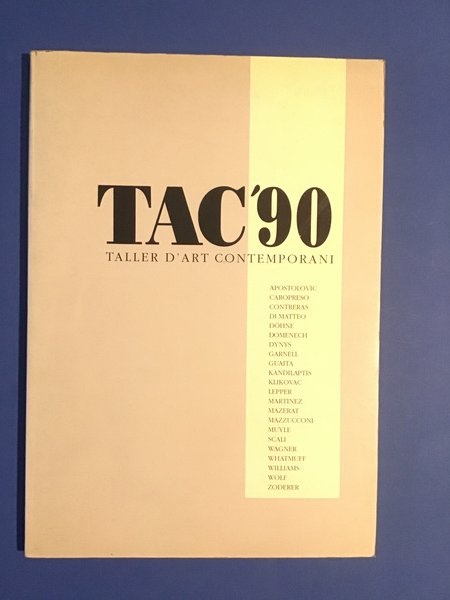 TAC'90
TALLER D'ART CONTEMPORANI
APOSTOLOVIC
CAROPRESO
CONTRERAS
DI MATTEO
DÖHNE
DOMENECH
DYNYS
GARNELL
GUAITA
KANDILAPTIS
KLIKOVAC
LEPPER
MARTINEZ
MAZERAT
MAZZUCCONI
MUYLE
SCALI
WAGNER
WHATMUFF
WILLIAMS
WOLF
ZODERER